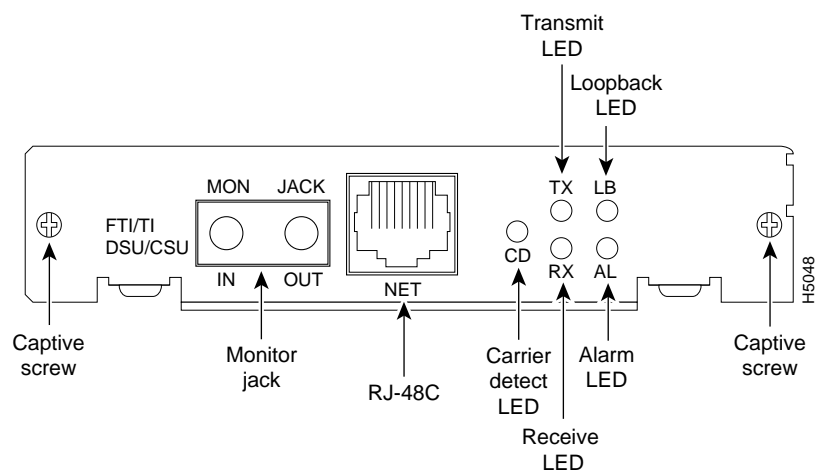 Transmit
LED
Loopback
LED
MON JACK
TX LB
FTI/TI
DSU/CSU
IN OUT
CD
RX AL
NET
H5048
Captive
screw
Monitor
jack
RJ-48C
Carrier
detect
LED
Alarm
LED
Captive
screw
Receive
LED